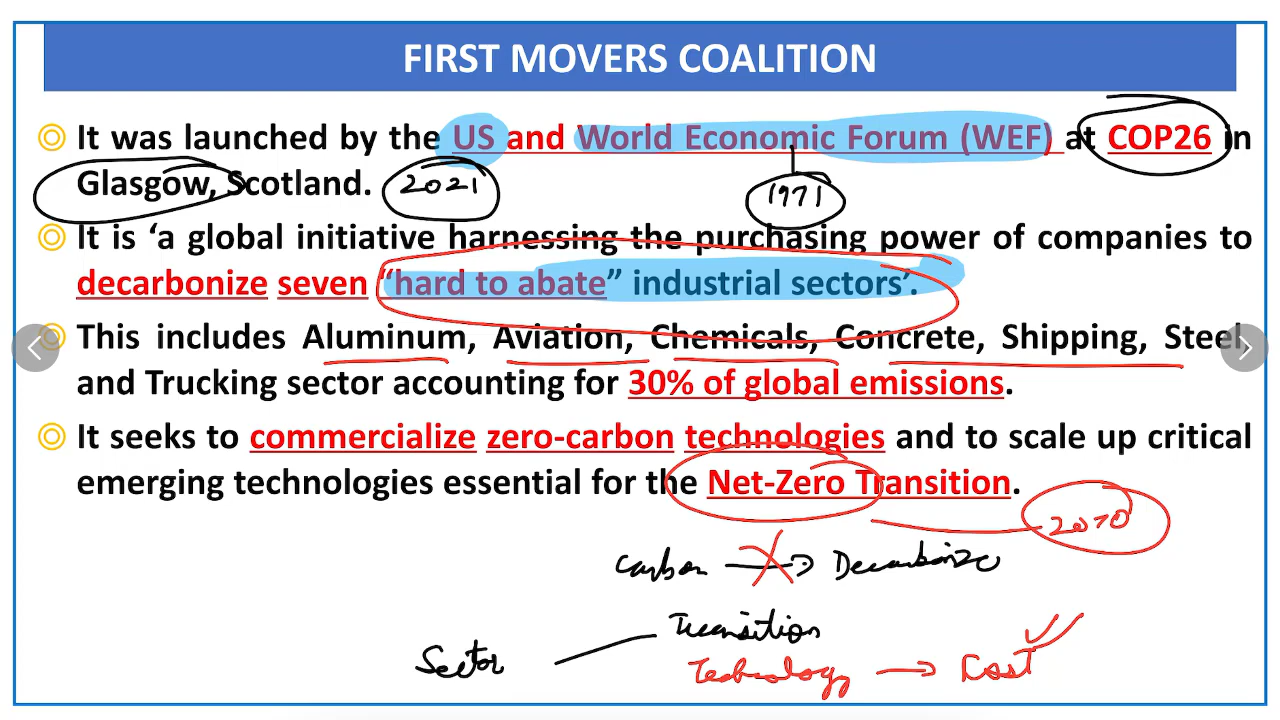 FIRST MOVERS COALITION
It was launched by the US and World Economic Forum (WEF) at COP26 in
Glasgow, Scotland. 2021 1971
It is ‘a global initiative harnessing the purchasing power of companies to
decarbonize seven “hard to abate” industrial sectors’.
This includes Aluminum, Aviation, Chemicals, Concrete, Shipping, Steel,
and Trucking sector accounting for 30% of global emissions.
It seeks to commercialize zero-carbon technologies and to scale up critical
emerging technologies essential for the Net-Zero Transition.
2070
Carbon → Decarbonize
Transition
Sector
Technology → Cost